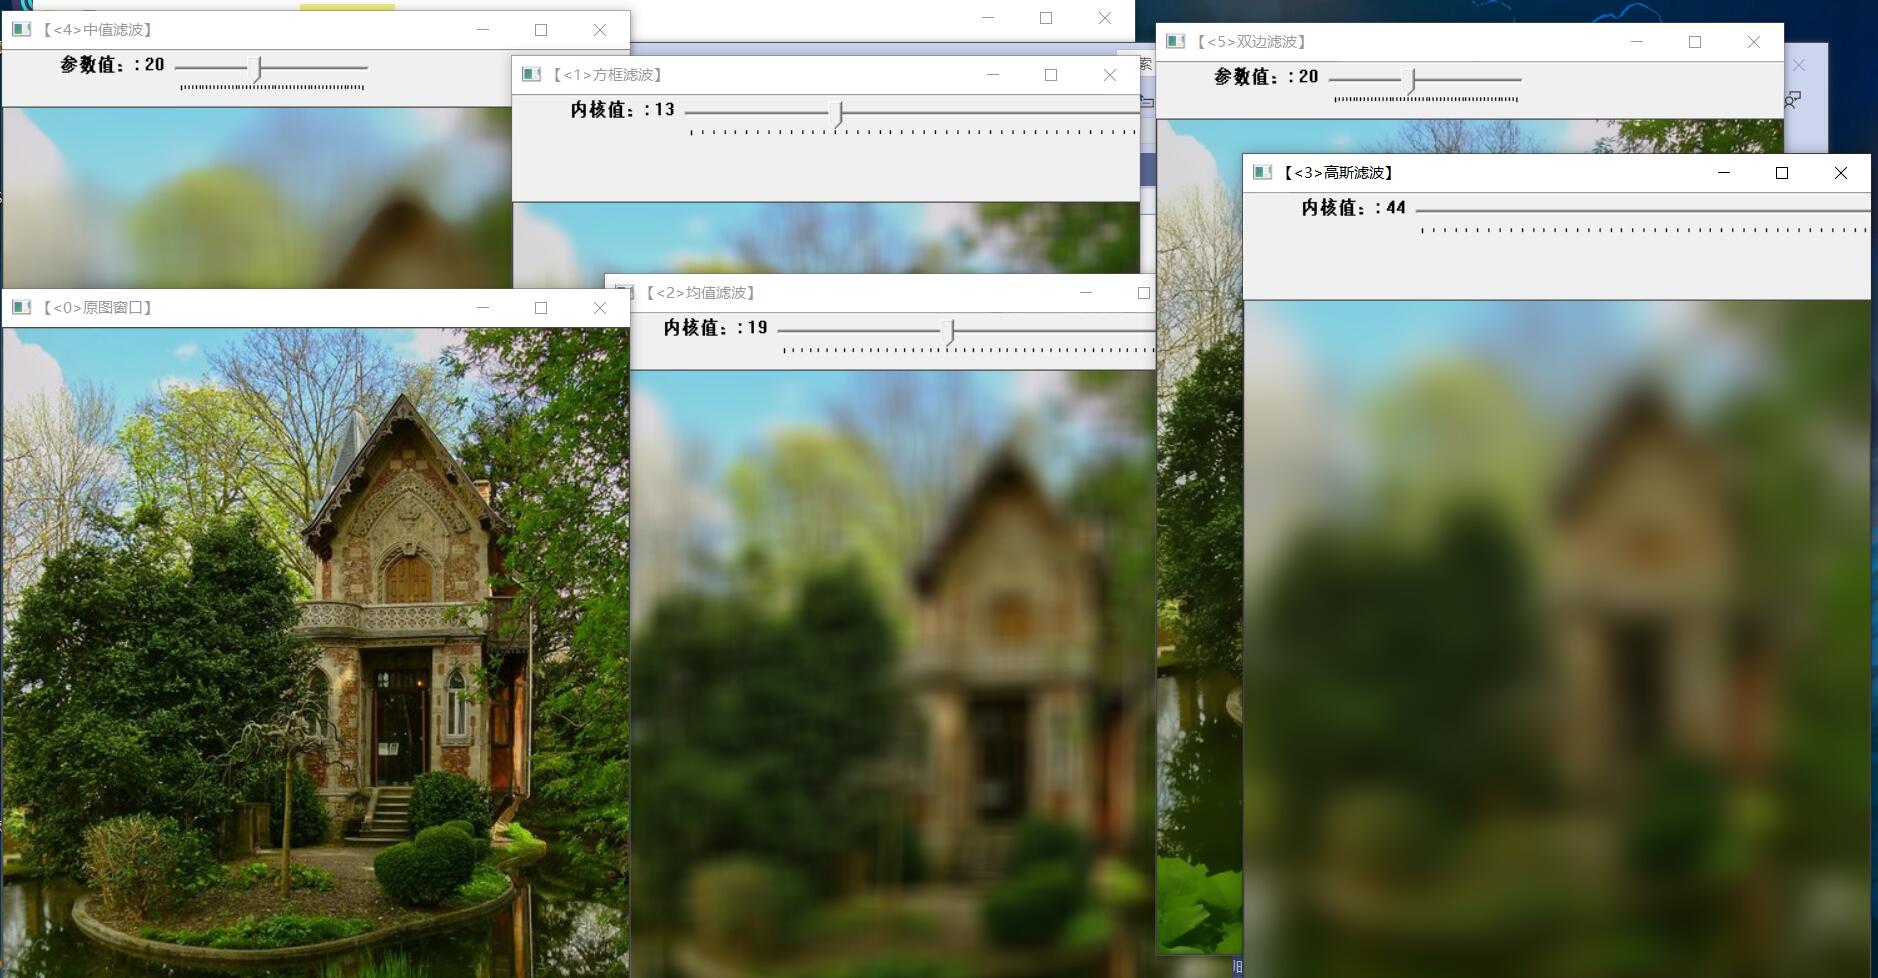 【<4>中值滤波】
参数值：: 20
【<1>方框滤波】
内核值：: 13
【<5>双边滤波】
参数值：: 20
索
【<3>高斯滤波】
内核值：: 44
【<0>原图窗口】
【<2>均值滤波】
内核值：: 19